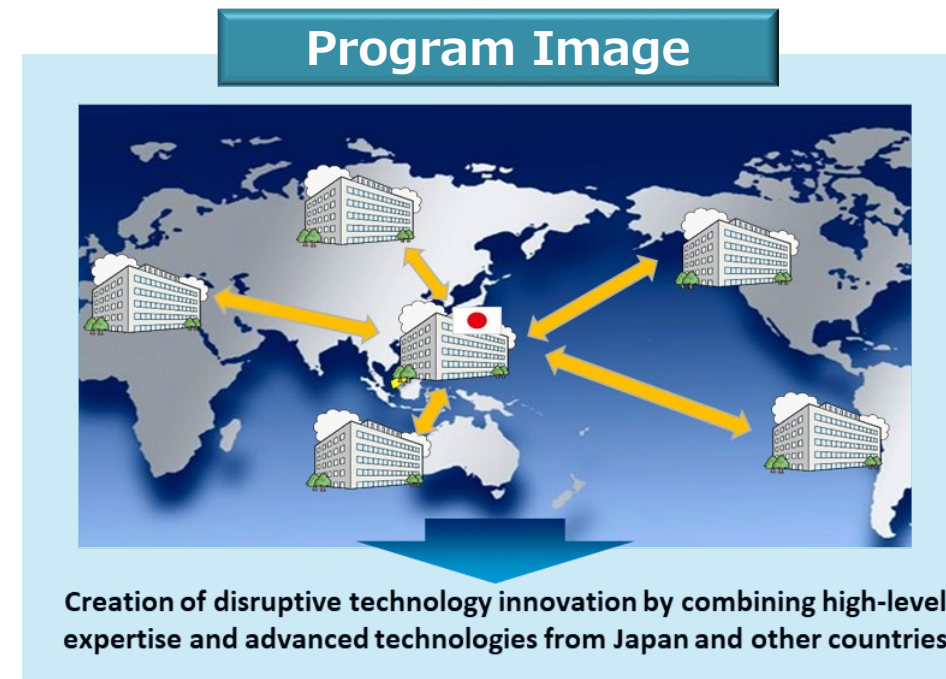 Program Image
Creation of disruptive technology innovation by combining high-level
expertise and advanced technologies from Japan and other countries